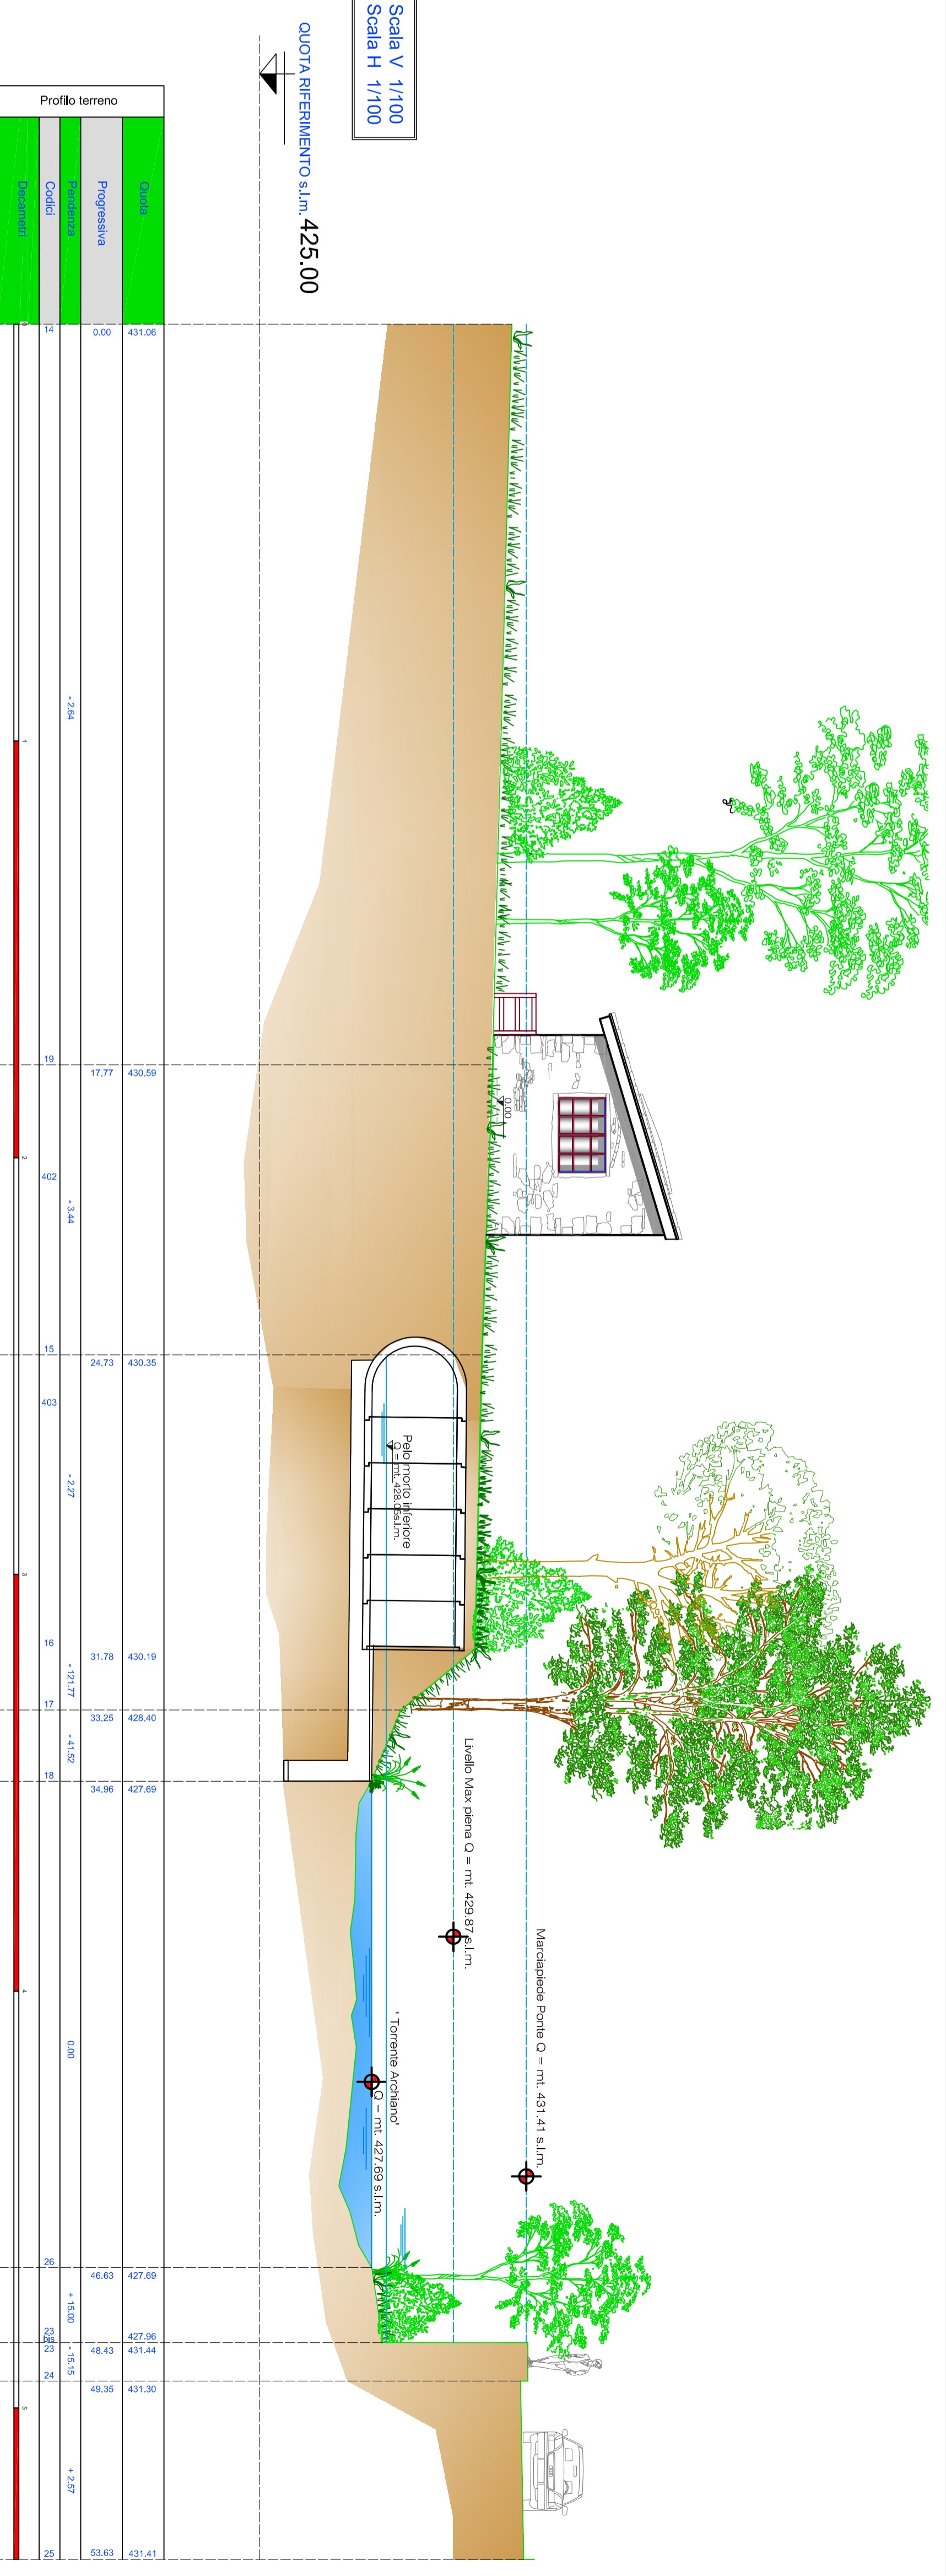 Scala V 1/100
Scala H 1/100
QUOTA RIFERIMENTO s.l.m. 425.00
0.00
Pelo morto inferiore
Q = mt. 428.05s.l.m.
Livello Max piena Q = mt. 429.87 s.l.m.
Marciapiede Ponte Q = mt. 431.41 s.l.m.
" Torrente Archiano'
Q = mt. 427.69 s.l.m.
Profilo terreno
Quota 431.06 430.59 430.35 430.19 428.40 427.69 427.69 427.96 431.44 431.30 431.41
Progressiva 0.00 17.77 24.73 31.78 33.25 34.96 46.63 48.43 49.35 53.63
Pendenza - 2.64 - 3.44 - 2.27 - 121.77 - 41.52 0.00 + 15.00 - 15.15 + 2.57
Codici 14 19 402 15 403 16 17 18 26 23 bis 23 24 25
Decametri 0 1 2 3 4 5